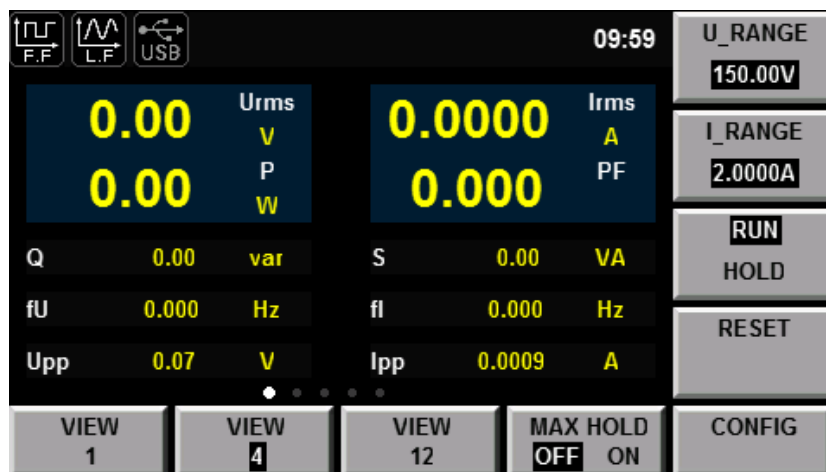 F.F L.F USB 09:59 U_RANGE
150.00V
0.00 Urms V 0.0000 Irms A
I_RANGE
2.0000A
0.00 P W 0.000 PF
RUN
HOLD
Q 0.00 var S 0.00 VA
fU 0.000 Hz fI 0.000 Hz
RESET
Upp 0.07 V Ipp 0.0009 A
VIEW VIEW VIEW MAX HOLD CONFIG
1 4 12 OFF ON